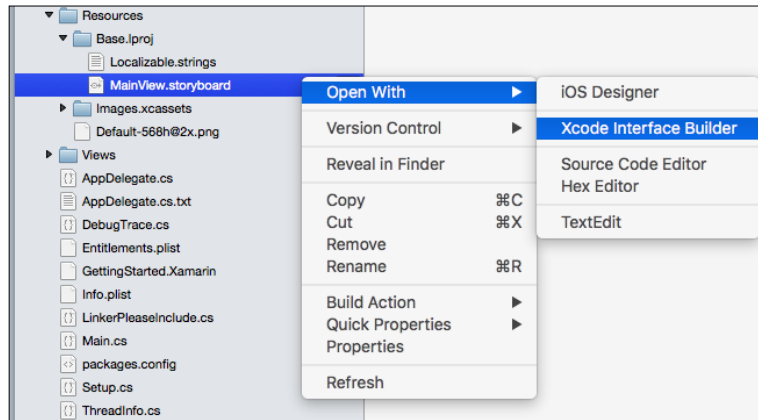 Resources
Base.lproj
Localizable.strings
MainView.storyboard
Images.xcassets
Default-568h@2x.png
Views
AppDelegate.cs
AppDelegate.cs.txt
DebugTrace.cs
Entitlements.plist
GettingStarted.Xamarin
Info.plist
LinkerPleaseInclude.cs
Main.cs
packages.config
Setup.cs
ThreadInfo.cs
Open With
Version Control
Reveal in Finder
Copy ⌘C
Cut ⌘X
Remove
Rename ⌘R
Build Action
Quick Properties
Properties
Refresh
iOS Designer
Xcode Interface Builder
Source Code Editor
Hex Editor
TextEdit